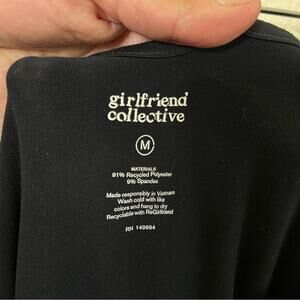 girlfriend
collective
M
MATERIALS
91% Recycled Polyester
9% Spandex
Made responsibly in Vietnam
Wash cold with like
colors and hang to dry
Recyclable with ReGirlfriend
RN 149694